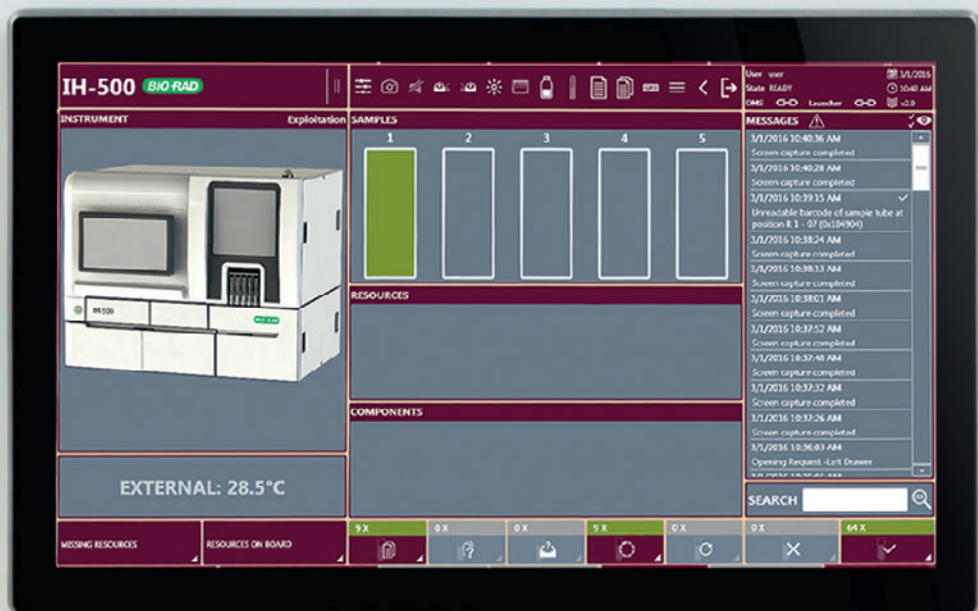 IH-500 BIO-RAD
User user
State READY
DMS Launcher v2.0
3/1/2016
10:40 AM
INSTRUMENT Exploitation
IH-500
BIO-RAD
EXTERNAL: 28.5°C
MISSING RESOURCES
RESOURCES ON BOARD
SAMPLES
1 2 3 4 5
RESOURCES
COMPONENTS
9 X 0 X 0 X 5 X 0 X 0 X 64 X
MESSAGES
3/1/2016 10:40:36 AM
Screen capture completed
3/1/2016 10:40:28 AM
Screen capture completed
3/1/2016 10:39:15 AM
Unreadable barcode of sample tube at
position R 1 - 07 (0x104904)
3/1/2016 10:38:24 AM
Screen capture completed
3/1/2016 10:38:13 AM
Screen capture completed
3/1/2016 10:38:01 AM
Screen capture completed
3/1/2016 10:37:52 AM
Screen capture completed
3/1/2016 10:37:48 AM
Screen capture completed
3/1/2016 10:37:32 AM
Screen capture completed
3/1/2016 10:37:26 AM
Screen capture completed
3/1/2016 10:36:03 AM
Opening Request -Left Drawer
SEARCH